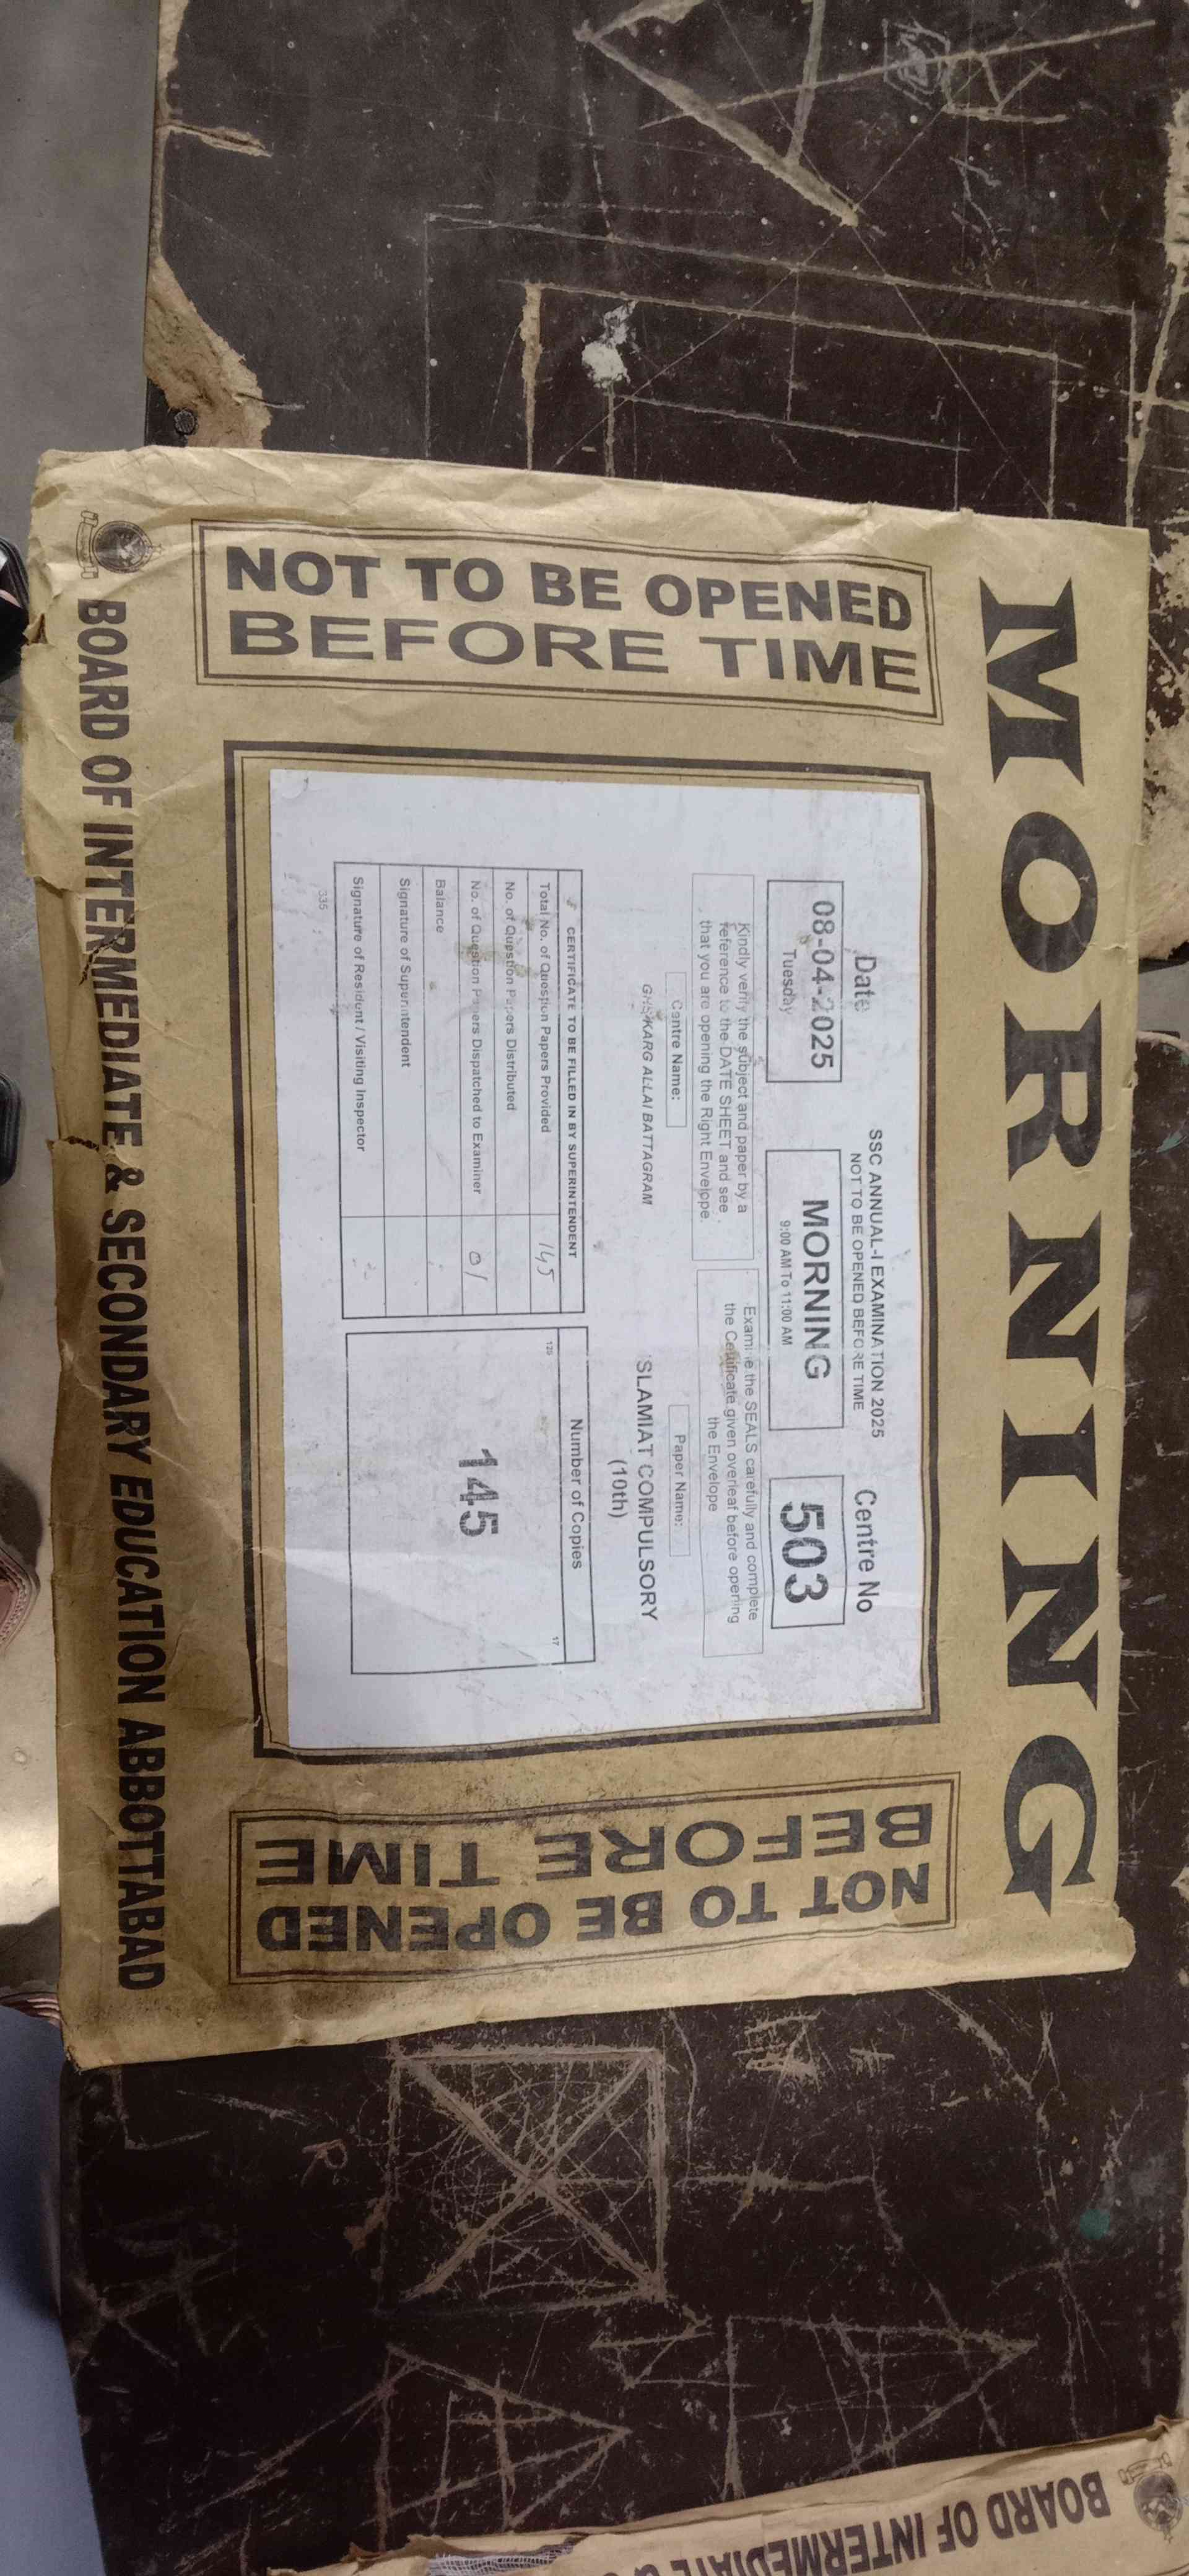 MORNING
NOT TO BE OPENED
BEFORE TIME
SSC ANNUAL-I EXAMINATION 2025
NOT TO BE OPENED BEFORE TIME
Date
08-04-2025
Tuesday
MORNING
9:00 AM To 11:00 AM
Centre No
503
Kindly verify the subject and paper by a
reference to the DATE SHEET and see
that you are opening the Right Envelope.
Examine the SEALS carefully and complete
the Certificate given overleaf before opening
the Envelope
Centre Name:
GHS KARG ALLAI BATTAGRAM
Paper Name:
ISLAMIAT COMPULSORY
(10th)
CERTIFICATE TO BE FILLED IN BY SUPERINTENDENT
Total No. of Question Papers Provided 145
No. of Question Papers Distributed
No. of Question Papers Dispatched to Examiner 01
Balance
Signature of Superintendent
Signature of Resident / Visiting Inspector
335
Number of Copies
17
145
NOT TO BE OPENED
BEFORE TIME
BOARD OF INTERMEDIATE & SECONDARY EDUCATION ABBOTTABAD
BOARD OF INTERMEDIATE &